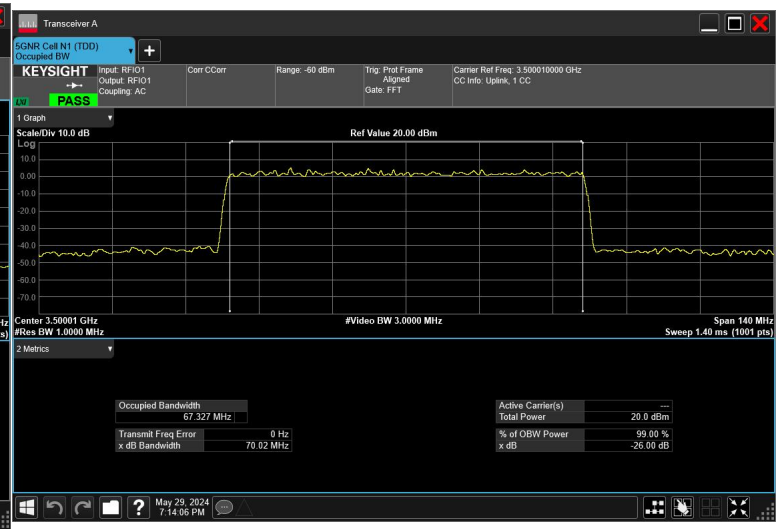 Transceiver A
5GNR Cell N1 (TDD)
Occupied BW
KEYSIGHT
LXI
PASS
Input: RFIO1
Output: RFIO1
Coupling: AC
Corr CCorr
Range: -60 dBm
Trig: Prot Frame
Aligned
Gate: FFT
Carrier Ref Freq: 3.500010000 GHz
CC Info: Uplink, 1 CC
1 Graph
Scale/Div 10.0 dB
Ref Value 20.00 dBm
Log
10.0
0.00
-10.0
-20.0
-30.0
-40.0
-50.0
-60.0
-70.0
Hz
s)
Center 3.50001 GHz
#Res BW 1.0000 MHz
#Video BW 3.0000 MHz
Span 140 MHz
Sweep 1.40 ms (1001 pts)
2 Metrics
Occupied Bandwidth
67.327 MHz
Transmit Freq Error 0 Hz
x dB Bandwidth 70.02 MHz
Active Carrier(s) ---
Total Power 20.0 dBm
% of OBW Power 99.00 %
x dB -26.00 dB
?
May 29, 2024
7:14:06 PM